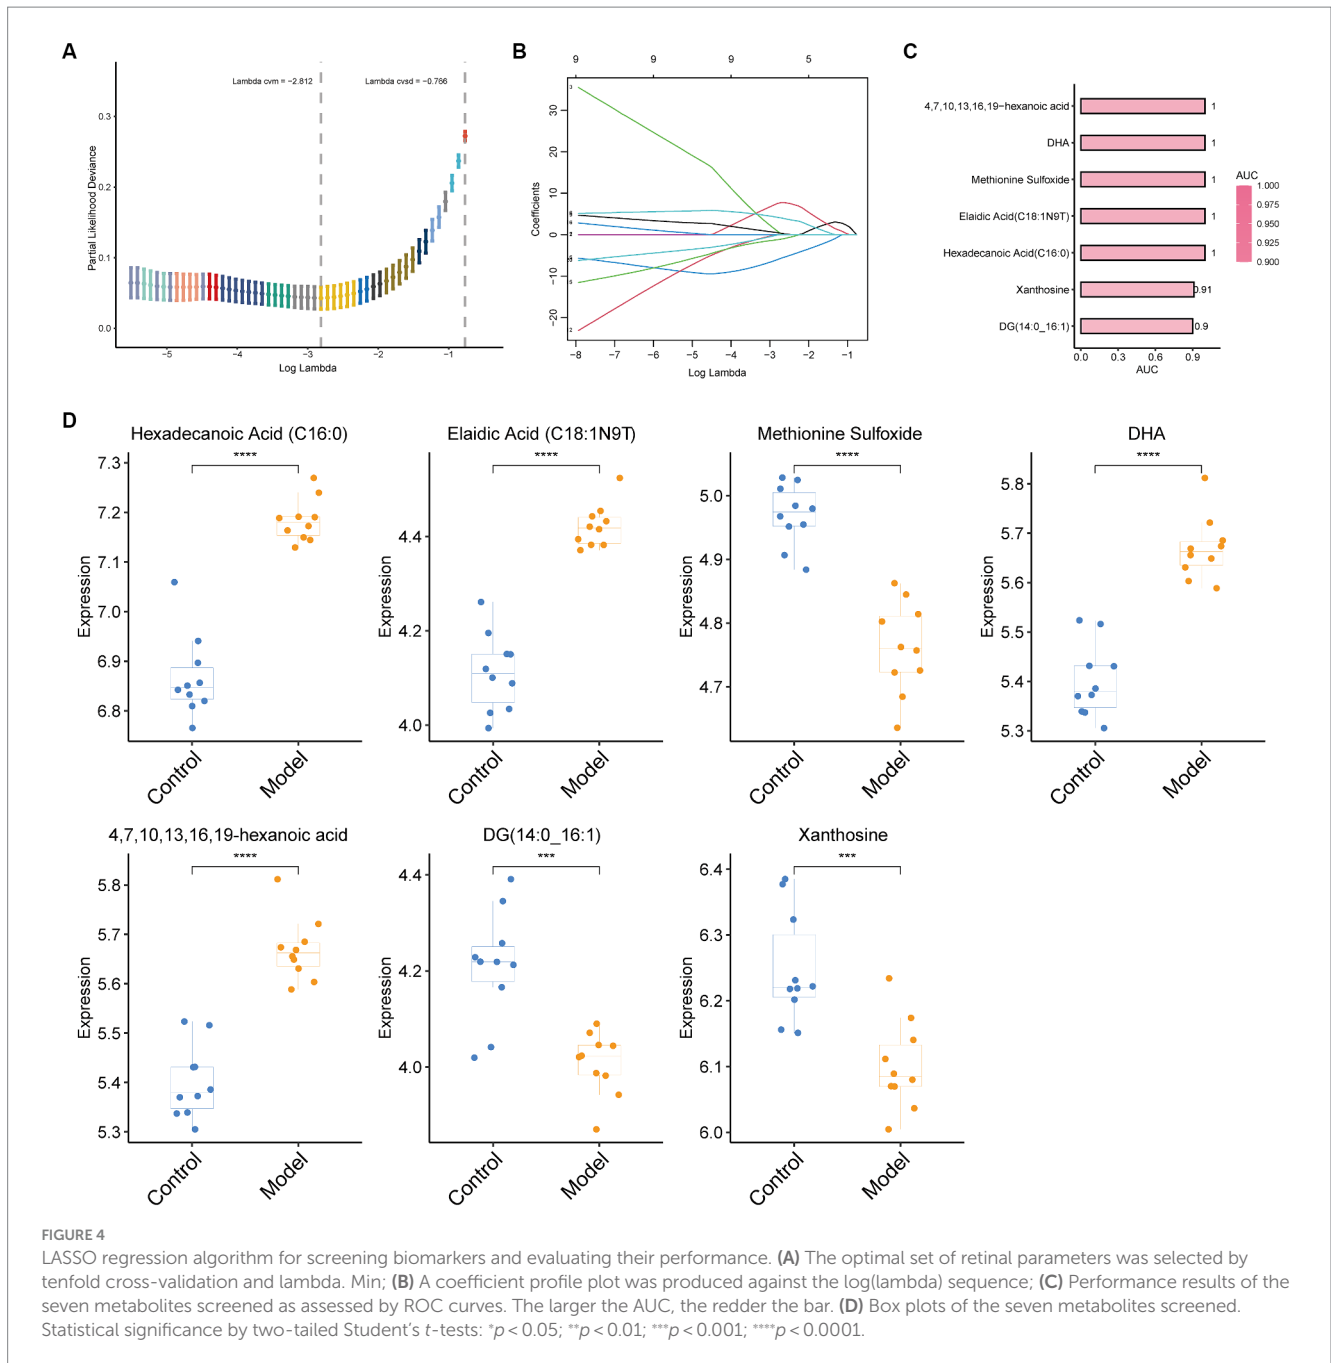 A
Lambda cvm = −2.812
Lambda cvsd = −0.766
Partial Likelihood Deviance
0.3
0.2
0.1
0.0
−5
−4
−3
−2
−1
Log Lambda
B
9
9
9
5
Coefficients
30
20
10
0
−10
−20
−8
−7
−6
−5
−4
−3
−2
−1
Log Lambda
C
4,7,10,13,16,19−hexanoic acid
1
DHA
1
Methionine Sulfoxide
1
Elaidic Acid(C18:1N9T)
1
Hexadecanoic Acid(C16:0)
1
Xanthosine
0.91
DG(14:0_16:1)
0.9
0.0
0.3
0.6
0.9
AUC
AUC
1.000
0.975
0.950
0.925
0.900
D
Hexadecanoic Acid (C16:0)
****
Expression
7.3
7.2
7.1
7.0
6.9
6.8
Control
Model
Elaidic Acid (C18:1N9T)
****
Expression
4.4
4.2
4.0
Control
Model
Methionine Sulfoxide
****
Expression
5.0
4.9
4.8
4.7
Control
Model
DHA
****
Expression
5.8
5.7
5.6
5.5
5.4
5.3
Control
Model
4,7,10,13,16,19-hexanoic acid
****
Expression
5.8
5.7
5.6
5.5
5.4
5.3
Control
Model
DG(14:0_16:1)
***
Expression
4.4
4.2
4.0
Control
Model
Xanthosine
***
Expression
6.4
6.3
6.2
6.1
6.0
Control
Model
FIGURE 4
LASSO regression algorithm for screening biomarkers and evaluating their performance. (A) The optimal set of retinal parameters was selected by
tenfold cross-validation and lambda. Min; (B) A coefficient profile plot was produced against the log(lambda) sequence; (C) Performance results of the
seven metabolites screened as assessed by ROC curves. The larger the AUC, the redder the bar. (D) Box plots of the seven metabolites screened.
Statistical significance by two-tailed Student's t-tests: *p < 0.05; **p < 0.01; ***p < 0.001; ****p < 0.0001.